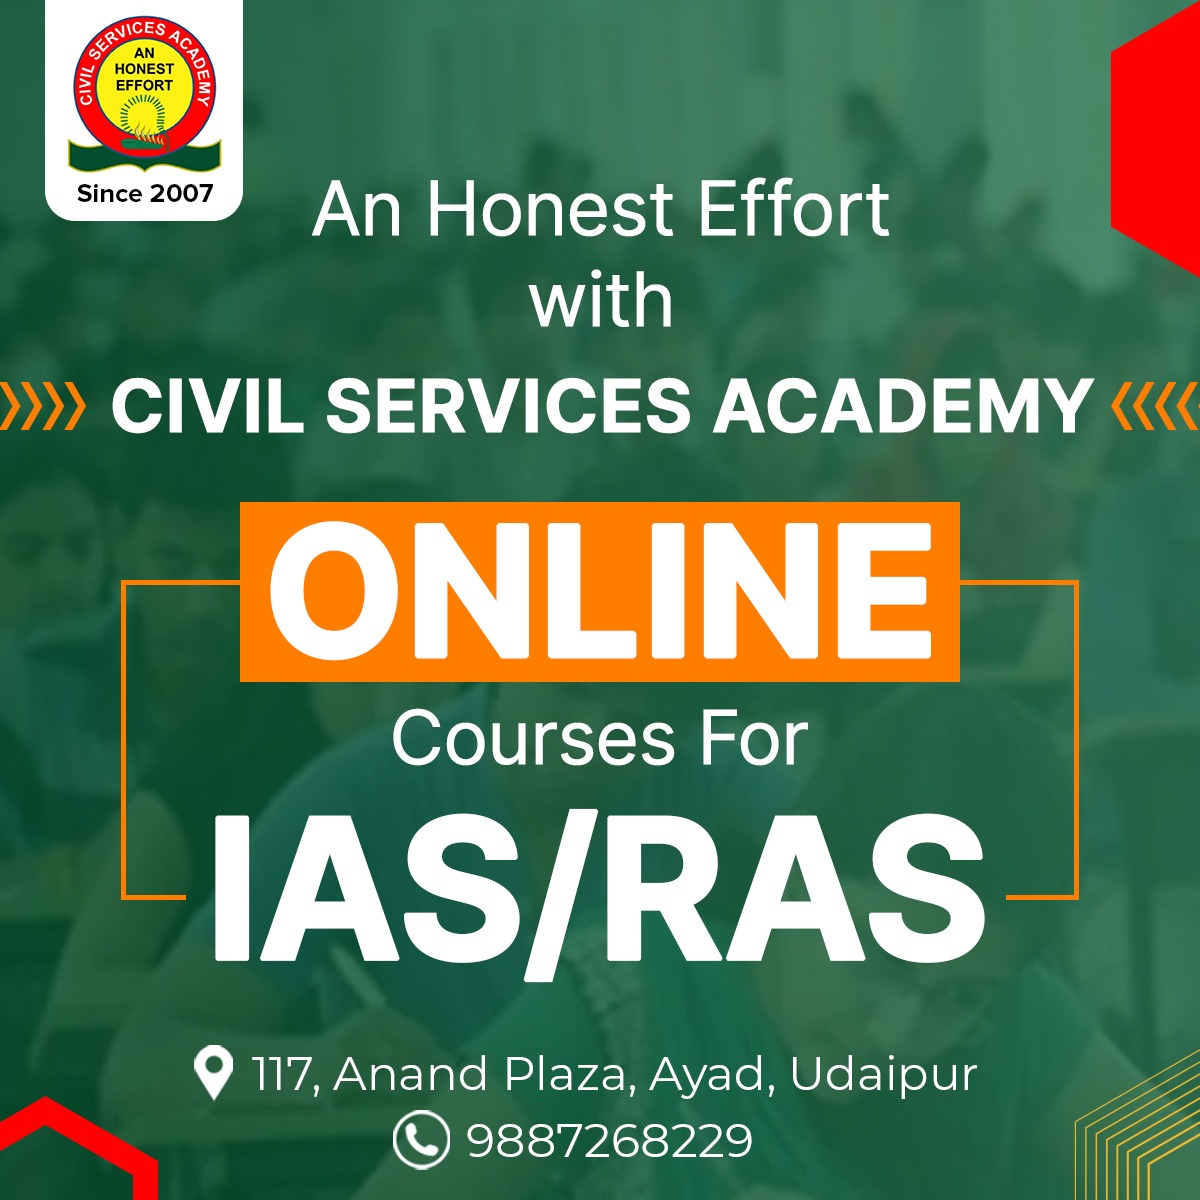 CIVIL SERVICES ACADEMY
AN
HONEST
EFFORT
Since 2007
An Honest Effort
with
CIVIL SERVICES ACADEMY
ONLINE
Courses For
IAS/RAS
117, Anand Plaza, Ayad, Udaipur
9887268229